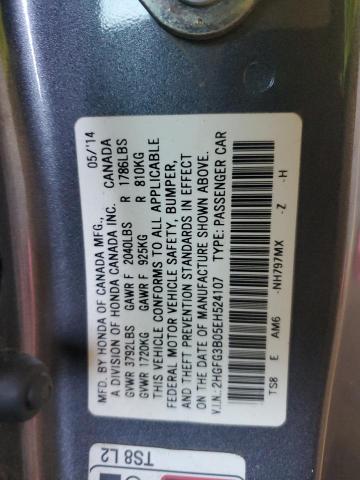 MFD. BY HONDA OF CANADA MFG., 05/'14
A DIVISION OF HONDA CANADA INC. CANADA
GVWR 3792LBS GAWR F 2040LBS R 1786LBS
GVWR 1720KG GAWR F 925KG R 810KG
THIS VEHICLE CONFORMS TO ALL APPLICABLE
FEDERAL MOTOR VEHICLE SAFETY, BUMPER,
AND THEFT PREVENTION STANDARDS IN EFFECT
ON THE DATE OF MANUFACTURE SHOWN ABOVE.
V.I.N.: 2HGFG3B05EH524107 TYPE: PASSENGER CAR
TS8 E AM6 -NH797MX -Z -H
TS8 L2